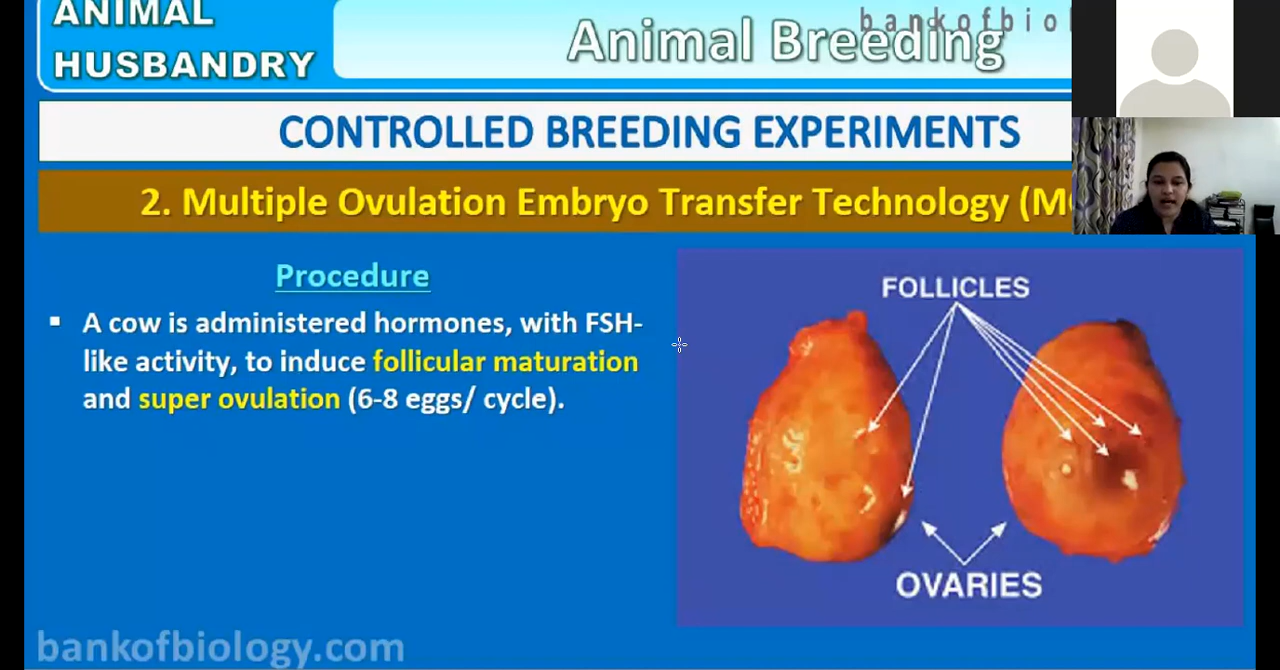 ANIMAL
HUSBANDRY
bankofbiol
Animal Breeding
CONTROLLED BREEDING EXPERIMENTS
2. Multiple Ovulation Embryo Transfer Technology (M
Procedure
▪ A cow is administered hormones, with FSH-
like activity, to induce follicular maturation
and super ovulation (6-8 eggs/ cycle).
FOLLICLES
OVARIES
bankofbiology.com